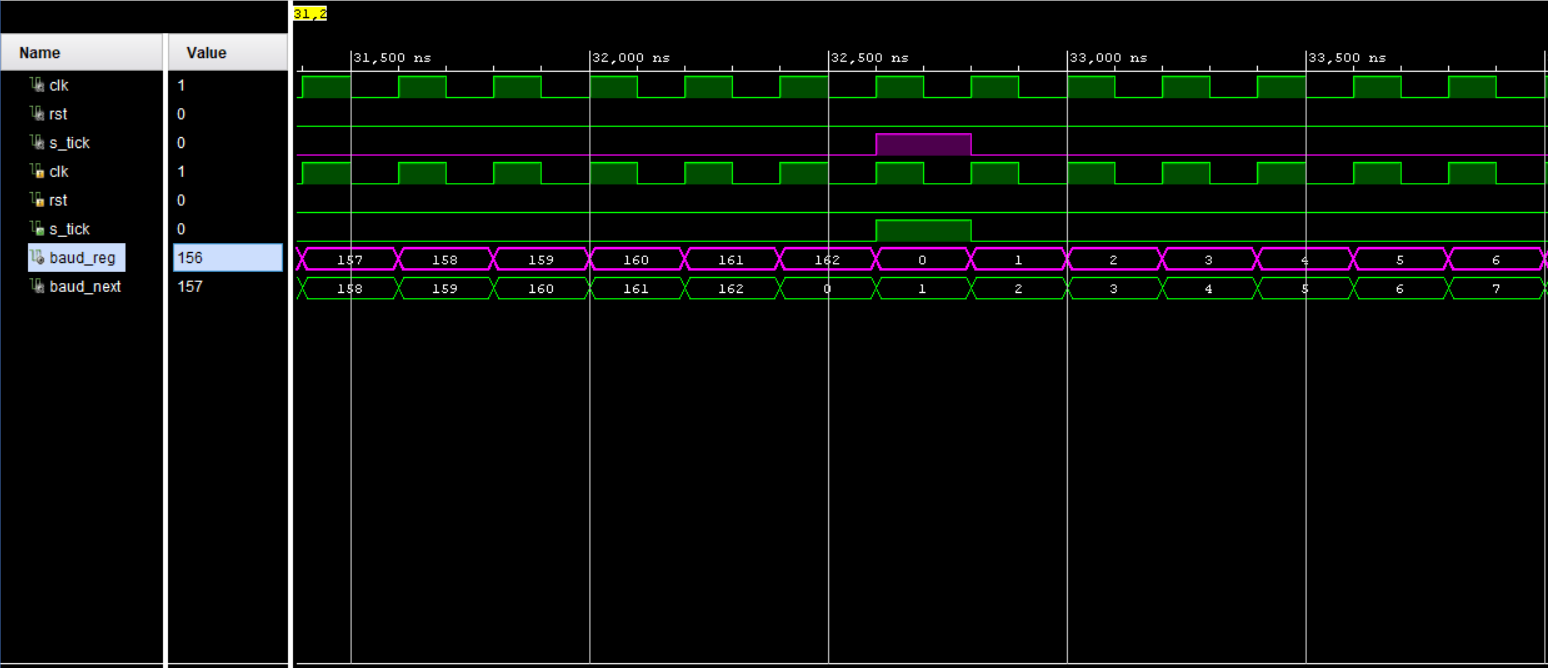 31,2
Name Value
31,500 ns 32,000 ns 32,500 ns 33,000 ns 33,500 ns
clk 1
rst 0
s_tick 0
clk 1
rst 0
s_tick 0
baud_reg 156 157 158 159 160 161 162 0 1 2 3 4 5 6
baud_next 157 158 159 160 161 162 0 1 2 3 4 5 6 7